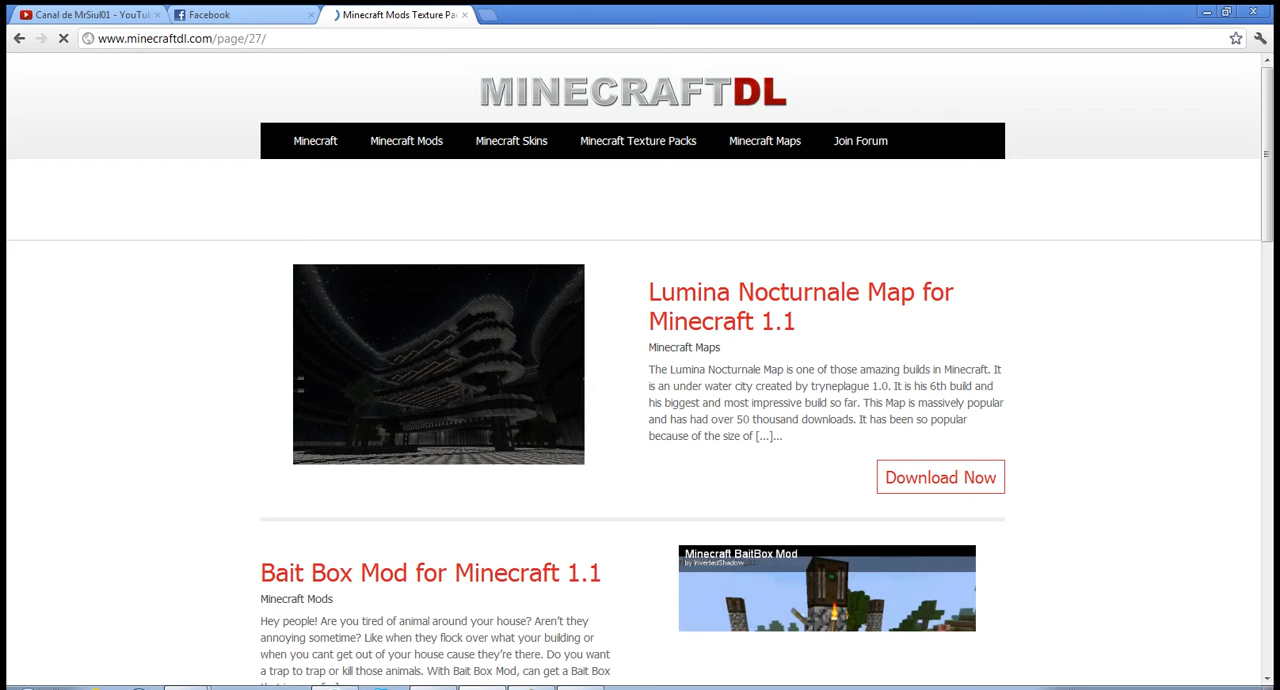 Canal de MrSiul01 - YouTu
Facebook
Minecraft Mods Texture Pa
www.minecraftdl.com/page/27/
MINECRAFTDL
Minecraft
Minecraft Mods
Minecraft Skins
Minecraft Texture Packs
Minecraft Maps
Join Forum
Lumina Nocturnale Map for
Minecraft 1.1
Minecraft Maps
The Lumina Nocturnale Map is one of those amazing builds in Minecraft. It
is an under water city created by tryneplague 1.0. It is his 6th build and
his biggest and most impressive build so far. This Map is massively popular
and has had over 50 thousand downloads. It has been so popular
because of the size of [...]...
Download Now
Bait Box Mod for Minecraft 1.1
Minecraft Mods
Hey people! Are you tired of animal around your house? Aren’t they
annoying sometime? Like when they flock over what your building or
when you cant get out of your house cause they’re there. Do you want
a trap to trap or kill those animals. With Bait Box Mod, can get a Bait Box
Minecraft BaitBox Mod
by InvertedShadow